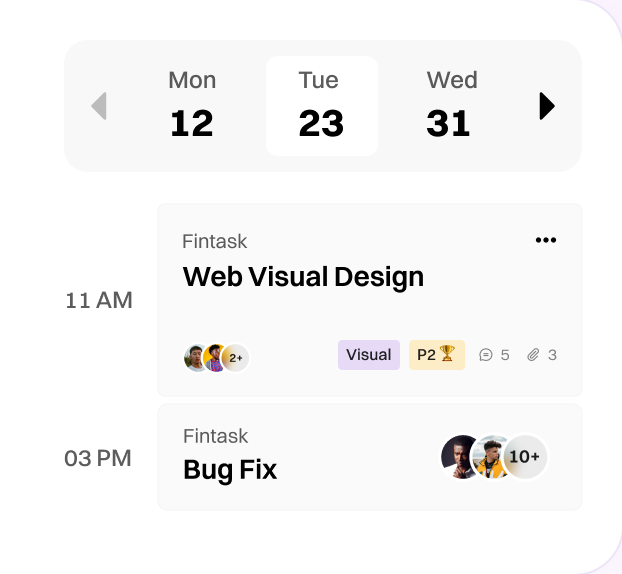 Mon Tue Wed
12 23 31
Fintask
Web Visual Design
11 AM
2+ Visual P2 🏆 5 3
Fintask
Bug Fix
03 PM
10+